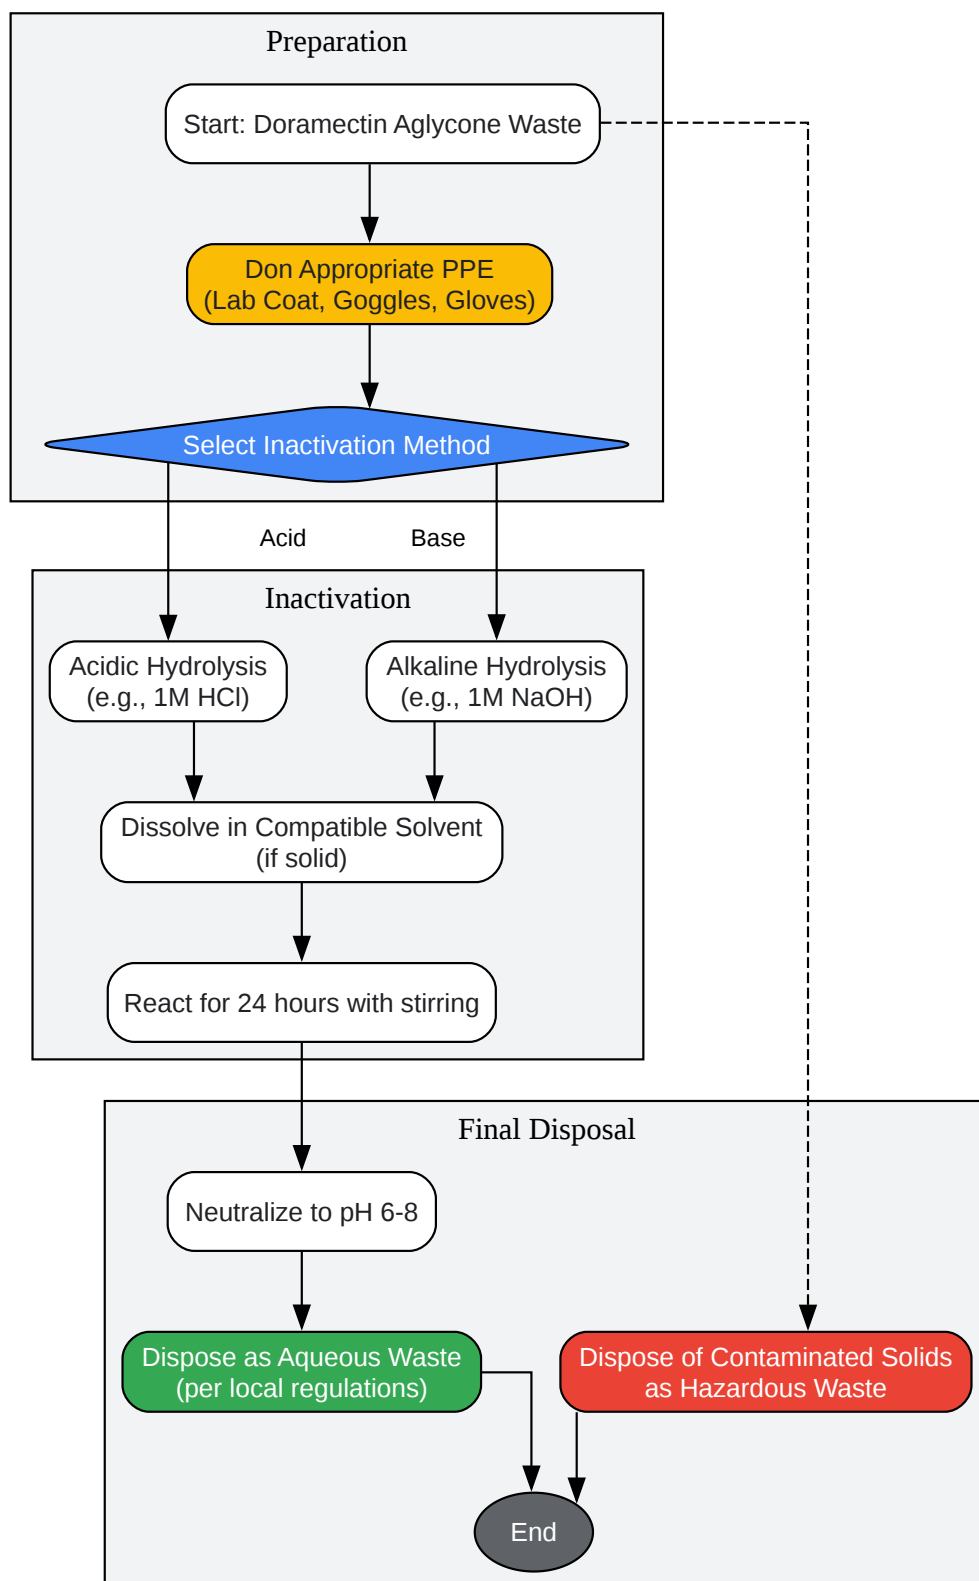 Preparation
Start: Doramectin Aglycone Waste
Don Appropriate PPE
(Lab Coat, Goggles, Gloves)
Select Inactivation Method
Acid
Base
Inactivation
Acidic Hydrolysis
(e.g., 1M HCl)
Alkaline Hydrolysis
(e.g., 1M NaOH)
Dissolve in Compatible Solvent
(if solid)
React for 24 hours with stirring
Final Disposal
Neutralize to pH 6-8
Dispose as Aqueous Waste
(per local regulations)
Dispose of Contaminated Solids
as Hazardous Waste
End